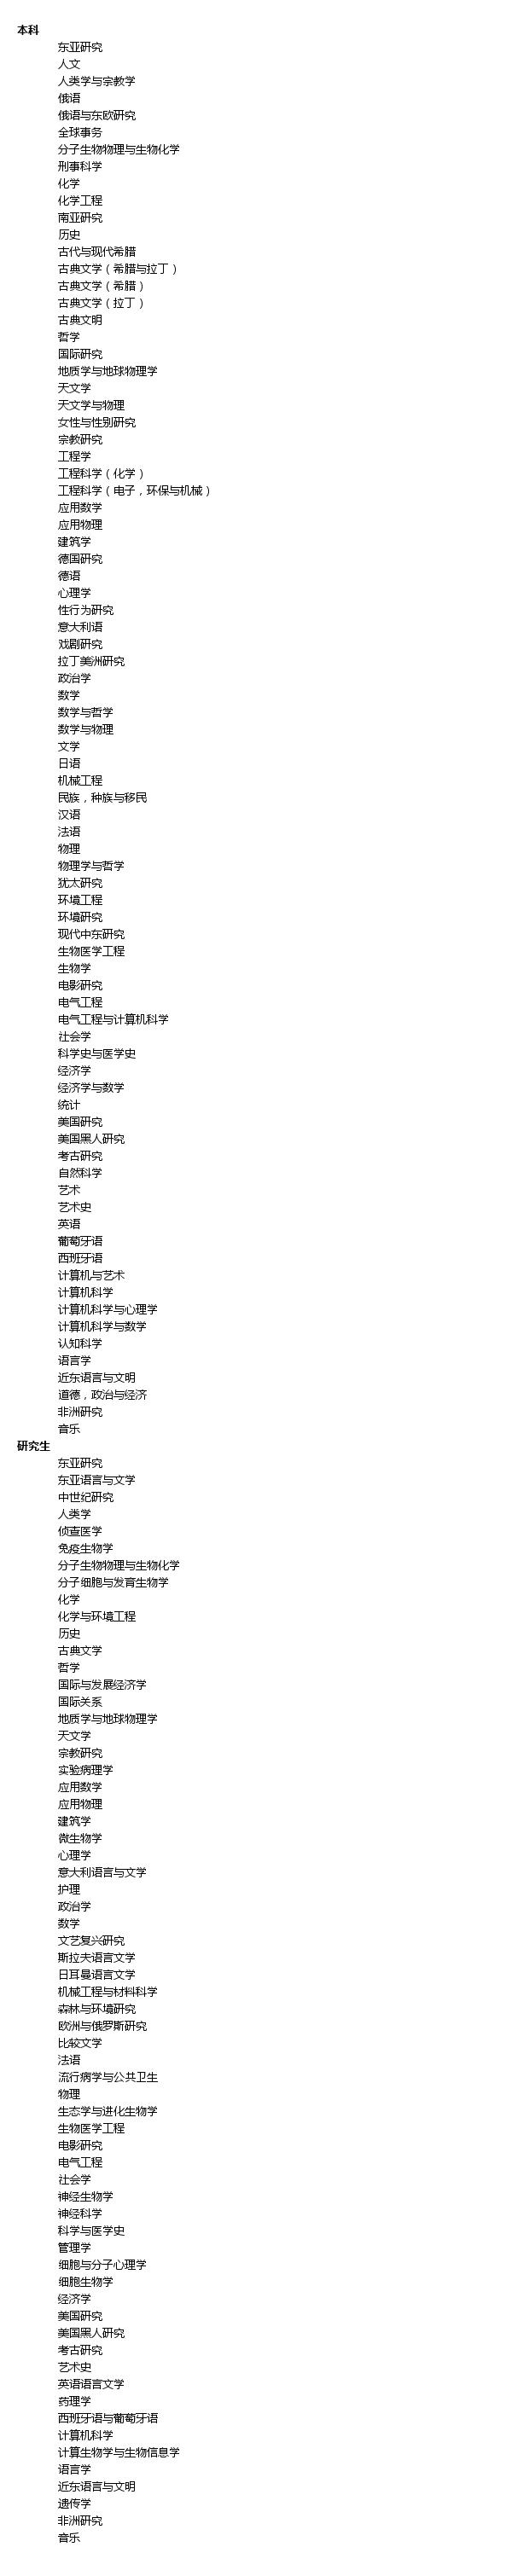 本科
东亚研究
人文
人类学与宗教学
俄语
俄语与东欧研究
全球事务
分子生物物理与生物化学
刑事科学
化学
化学工程
南亚研究
历史
古代与现代希腊
古典文学（希腊与拉丁）
古典文学（希腊）
古典文学（拉丁）
古典文明
哲学
国际研究
地质学与地球物理学
天文学
天文学与物理
女性与性别研究
宗教研究
工程学
工程科学（化学）
工程科学（电子，环保与机械）
应用数学
应用物理
建筑学
德国研究
德语
心理学
性行为研究
意大利语
戏剧研究
拉丁美洲研究
政治学
数学
数学与哲学
数学与物理
文学
日语
机械工程
民族，种族与移民
汉语
法语
物理
物理学与哲学
犹太研究
环境工程
环境研究
现代中东研究
生物医学工程
生物学
电影研究
电气工程
电气工程与计算机科学
社会学
科学史与医学史
经济学
经济学与数学
统计
美国研究
美国黑人研究
考古研究
自然科学
艺术
艺术史
英语
葡萄牙语
西班牙语
计算机与艺术
计算机科学
计算机科学与心理学
计算机科学与数学
认知科学
语言学
近东语言与文明
道德，政治与经济
非洲研究
音乐
研究生
东亚研究
东亚语言与文学
中世纪研究
人类学
侦查医学
免疫生物学
分子生物物理与生物化学
分子细胞与发育生物学
化学
化学与环境工程
历史
古典文学
哲学
国际与发展经济学
国际关系
地质学与地球物理学
天文学
宗教研究
实验病理学
应用数学
应用物理
建筑学
微生物学
心理学
意大利语言与文学
护理
政治学
数学
文艺复兴研究
斯拉夫语言文学
日耳曼语言文学
机械工程与材料科学
森林与环境研究
欧洲与俄罗斯研究
比较文学
法语
流行病学与公共卫生
物理
生态学与进化生物学
生物医学工程
电影研究
电气工程
社会学
神经生物学
神经科学
科学与医学史
管理学
细胞与分子心理学
细胞生物学
经济学
美国研究
美国黑人研究
考古研究
艺术史
英语语言文学
药理学
西班牙语与葡萄牙语
计算机科学
计算生物学与生物信息学
语言学
近东语言与文明
遗传学
非洲研究
音乐